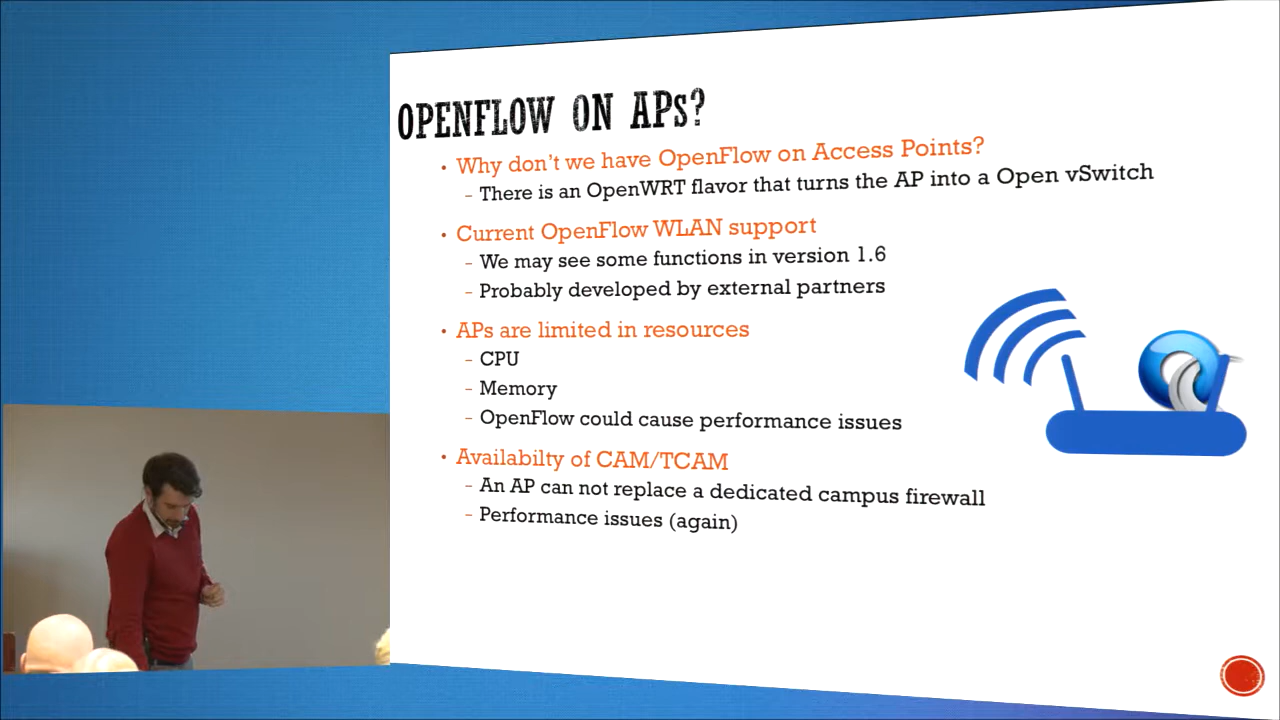 OPENFLOW ON APs?
• Why don't we have OpenFlow on Access Points?
– There is an OpenWRT flavor that turns the AP into a Open vSwitch
• Current OpenFlow WLAN support
– We may see some functions in version 1.6
– Probably developed by external partners
• APs are limited in resources
– CPU
– Memory
– OpenFlow could cause performance issues
• Availabilty of CAM/TCAM
– An AP can not replace a dedicated campus firewall
– Performance issues (again)